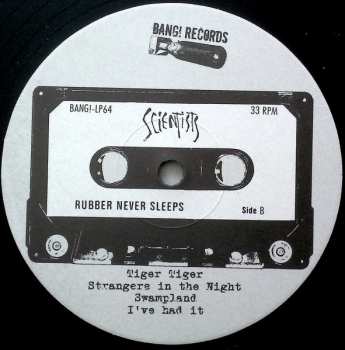 BANG! RECORDS
BANG!-LP64 SCIENTISTS 33 RPM
RUBBER NEVER SLEEPS Side B
Tiger Tiger
Strangers in the Night
Swampland
I've had it